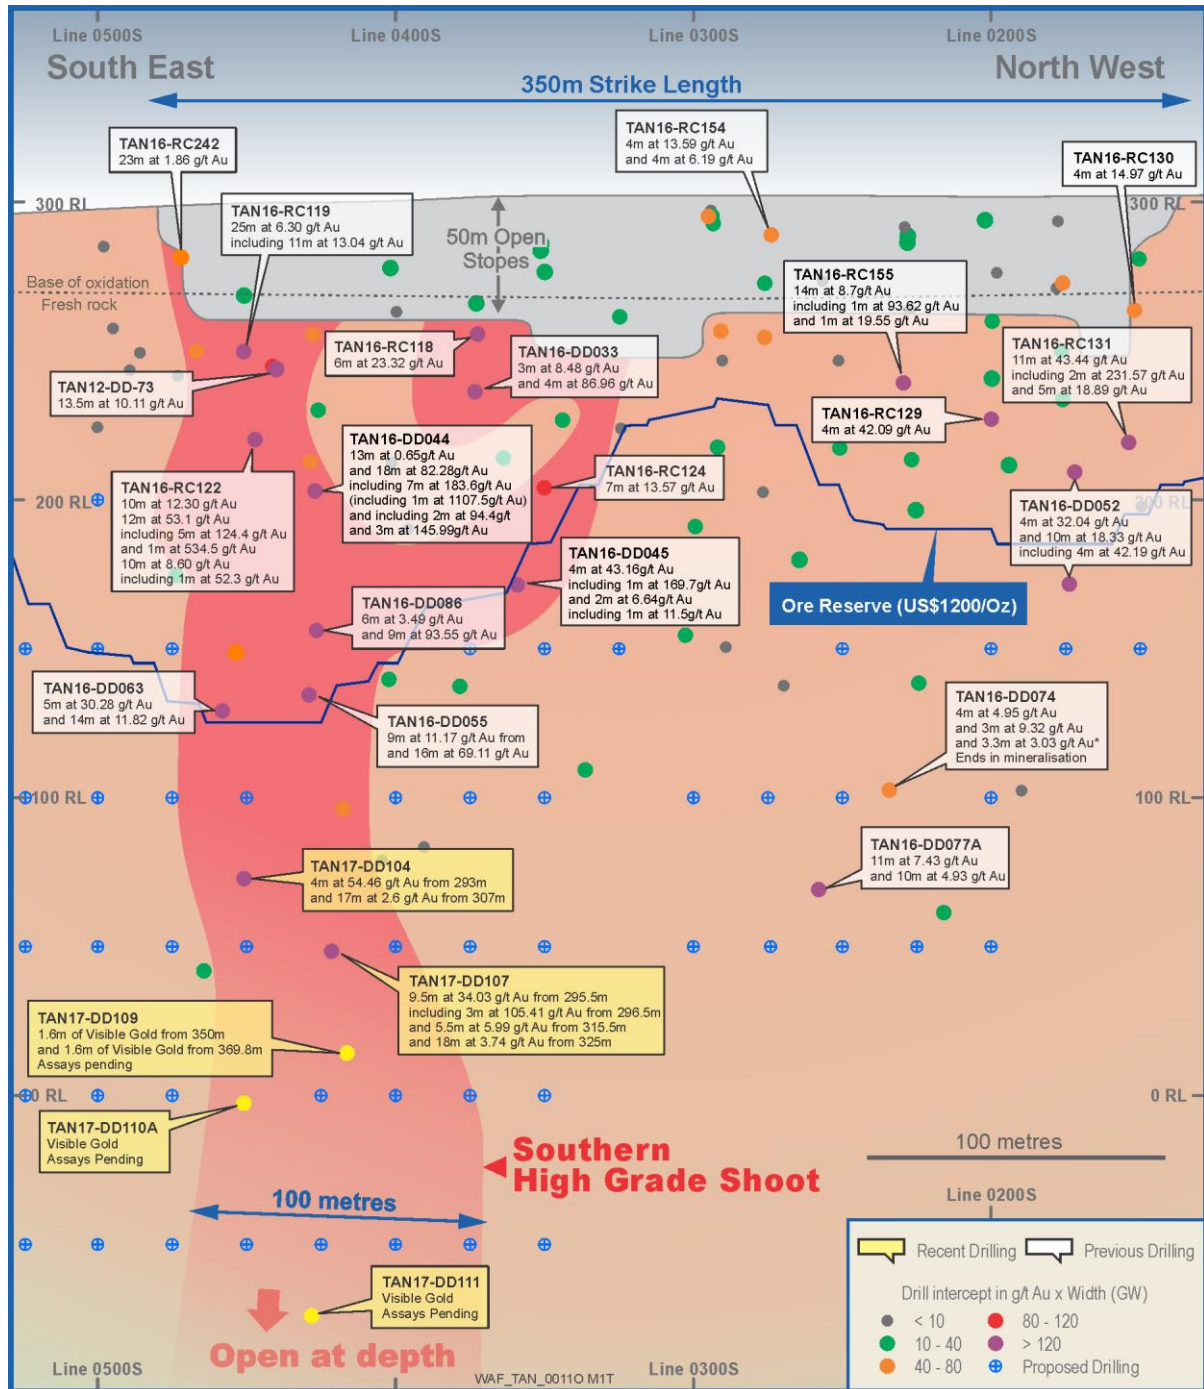 Line 0500S
Line 0400S
Line 0300S
Line 0200S
South East
North West
350m Strike Length
TAN16-RC242
23m at 1.86 g/t Au
TAN16-RC154
4m at 13.59 g/t Au
and 4m at 6.19 g/t Au
TAN16-RC130
4m at 14.97 g/t Au
300 RL
300 RL
TAN16-RC119
25m at 6.30 g/t Au
including 11m at 13.04 g/t Au
50m Open
Stopes
Base of oxidation
Fresh rock
TAN16-RC155
14m at 8.7g/t Au
including 1m at 93.62 g/t Au
and 1m at 19.55 g/t Au
TAN16-RC118
6m at 23.32 g/t Au
TAN16-DD033
3m at 8.48 g/t Au
and 4m at 86.96 g/t Au
TAN16-RC131
11m at 43.44 g/t Au
including 2m at 231.57 g/t Au
and 5m at 18.89 g/t Au
TAN12-DD-73
13.5m at 10.11 g/t Au
TAN16-RC129
4m at 42.09 g/t Au
TAN16-DD044
13m at 0.65g/t Au
and 18m at 82.28g/t Au
including 7m at 183.6g/t Au
(including 1m at 1107.5g/t Au)
and including 2m at 94.4g/t
and 3m at 145.99g/t Au
TAN16-RC124
7m at 13.57 g/t Au
TAN16-RC122
10m at 12.30 g/t Au
12m at 53.1 g/t Au
including 5m at 124.4 g/t Au
and 1m at 534.5 g/t Au
10m at 8.60 g/t Au
including 1m at 52.3 g/t Au
200 RL
200 RL
TAN16-DD052
4m at 32.04 g/t Au
and 10m at 18.33 g/t Au
including 4m at 42.19 g/t Au
TAN16-DD045
4m at 43.16g/t Au
including 1m at 169.7g/t Au
and 2m at 6.64g/t Au
including 1m at 11.5g/t Au
Ore Reserve (US$1200/Oz)
TAN16-DD086
6m at 3.49 g/t Au
and 9m at 93.55 g/t Au
TAN16-DD063
5m at 30.28 g/t Au
and 14m at 11.82 g/t Au
TAN16-DD055
9m at 11.17 g/t Au from
and 16m at 69.11 g/t Au
TAN16-DD074
4m at 4.95 g/t Au
and 3m at 9.32 g/t Au
and 3.3m at 3.03 g/t Au*
Ends in mineralisation
100 RL
100 RL
TAN16-DD077A
11m at 7.43 g/t Au
and 10m at 4.93 g/t Au
TAN17-DD104
4m at 54.46 g/t Au from 293m
and 17m at 2.6 g/t Au from 307m
TAN17-DD107
9.5m at 34.03 g/t Au from 295.5m
including 3m at 105.41 g/t Au from 296.5m
and 5.5m at 5.99 g/t Au from 315.5m
and 18m at 3.74 g/t Au from 325m
TAN17-DD109
1.6m of Visible Gold from 350m
and 1.6m of Visible Gold from 369.8m
Assays pending
0 RL
0 RL
TAN17-DD110A
Visible Gold
Assays Pending
Southern
High Grade Shoot
100 metres
Line 0200S
100 metres
TAN17-DD111
Visible Gold
Assays Pending
Open at depth
Line 0500S
Line 0300S
WAF_TAN_0011O M1T
Recent Drilling
Previous Drilling
Drill intercept in g/t Au x Width (GW)
< 10
80 - 120
10 - 40
> 120
40 - 80
Proposed Drilling